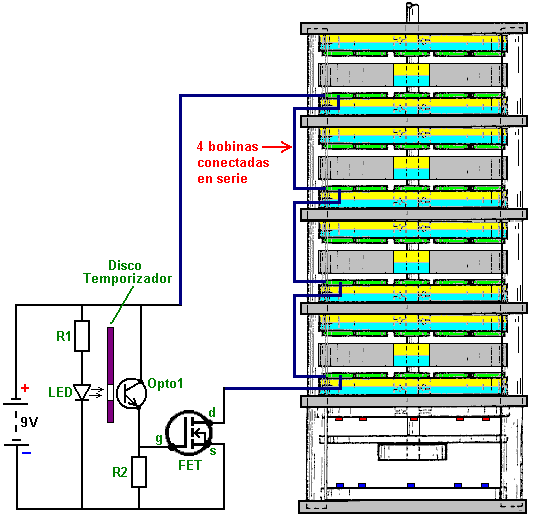 4 bobinas
conectadas
en serie
Disco
Temporizador
R1
LED
Opto1
+
9V
−
d
g
s
FET
R2